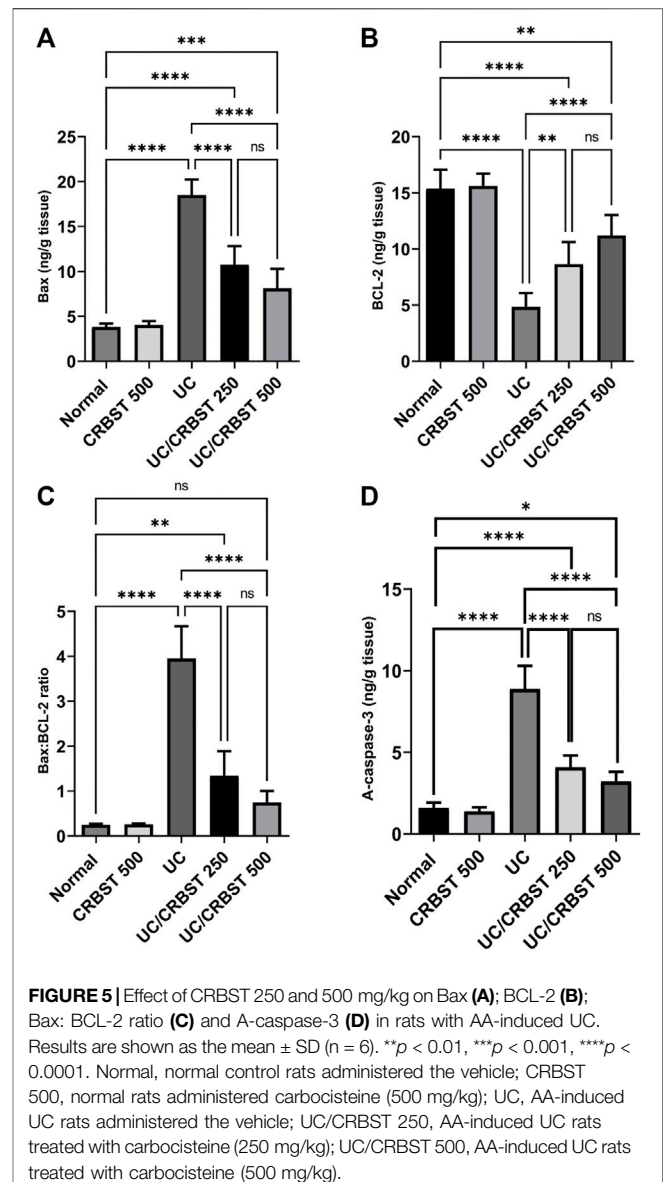 A
***
****
****
**** **** ns
25
20
15
10
5
0
Bax (ng/g tissue)
Normal
CRBST 500
UC
UC/CRBST 250
UC/CRBST 500
B
**
****
****
**** ** ns
20
15
10
5
0
BCL-2 (ng/g tissue)
Normal
CRBST 500
UC
UC/CRBST 250
UC/CRBST 500
C
ns
**
****
**** **** ns
5
4
3
2
1
0
Bax:BCL-2 ratio
Normal
CRBST 500
UC
UC/CRBST 250
UC/CRBST 500
D
*
****
****
**** **** ns
15
10
5
0
A-caspase-3 (ng/g tissue)
Normal
CRBST 500
UC
UC/CRBST 250
UC/CRBST 500
FIGURE 5 | Effect of CRBST 250 and 500 mg/kg on Bax (A); BCL-2 (B);
Bax: BCL-2 ratio (C) and A-caspase-3 (D) in rats with AA-induced UC.
Results are shown as the mean ± SD (n = 6). **p < 0.01, ***p < 0.001, ****p <
0.0001. Normal, normal control rats administered the vehicle; CRBST
500, normal rats administered carbocisteine (500 mg/kg); UC, AA-induced
UC rats administered the vehicle; UC/CRBST 250, AA-induced UC rats
treated with carbocisteine (250 mg/kg); UC/CRBST 500, AA-induced UC rats
treated with carbocisteine (500 mg/kg).